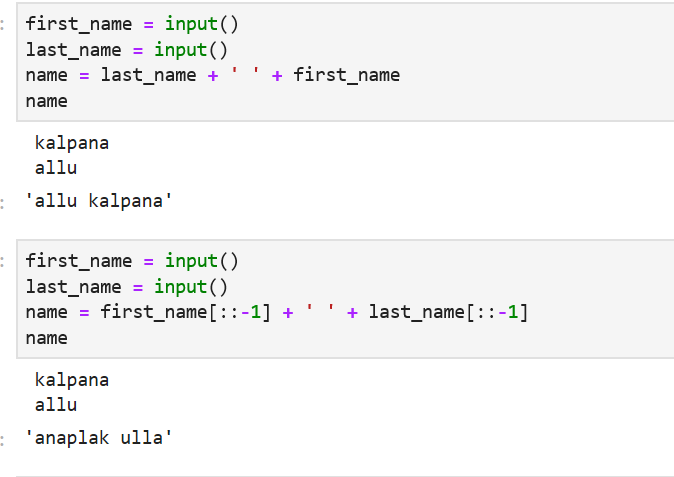 first_name = input()
last_name = input()
name = last_name + ' ' + first_name
name
kalpana
allu
: 'allu kalpana'
: first_name = input()
last_name = input()
name = first_name[::-1] + ' ' + last_name[::-1]
name
kalpana
allu
: 'anaplak ulla'